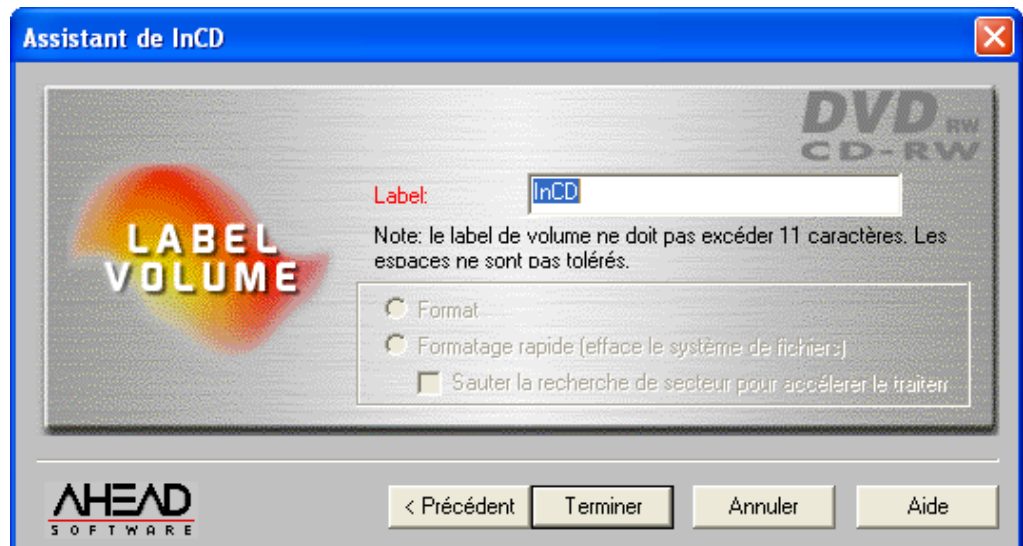 Assistant de InCD
DVD RW
CD-RW
LABEL
VOLUME
Label:
InCD
Note: le label de volume ne doit pas excéder 11 caractères. Les
espaces ne sont pas tolérés.
Format
Formatage rapide (efface le système de fichiers)
Sauter la recherche de secteur pour accélerer le traitem
AHEAD
SOFTWARE
< Précédent
Terminer
Annuler
Aide